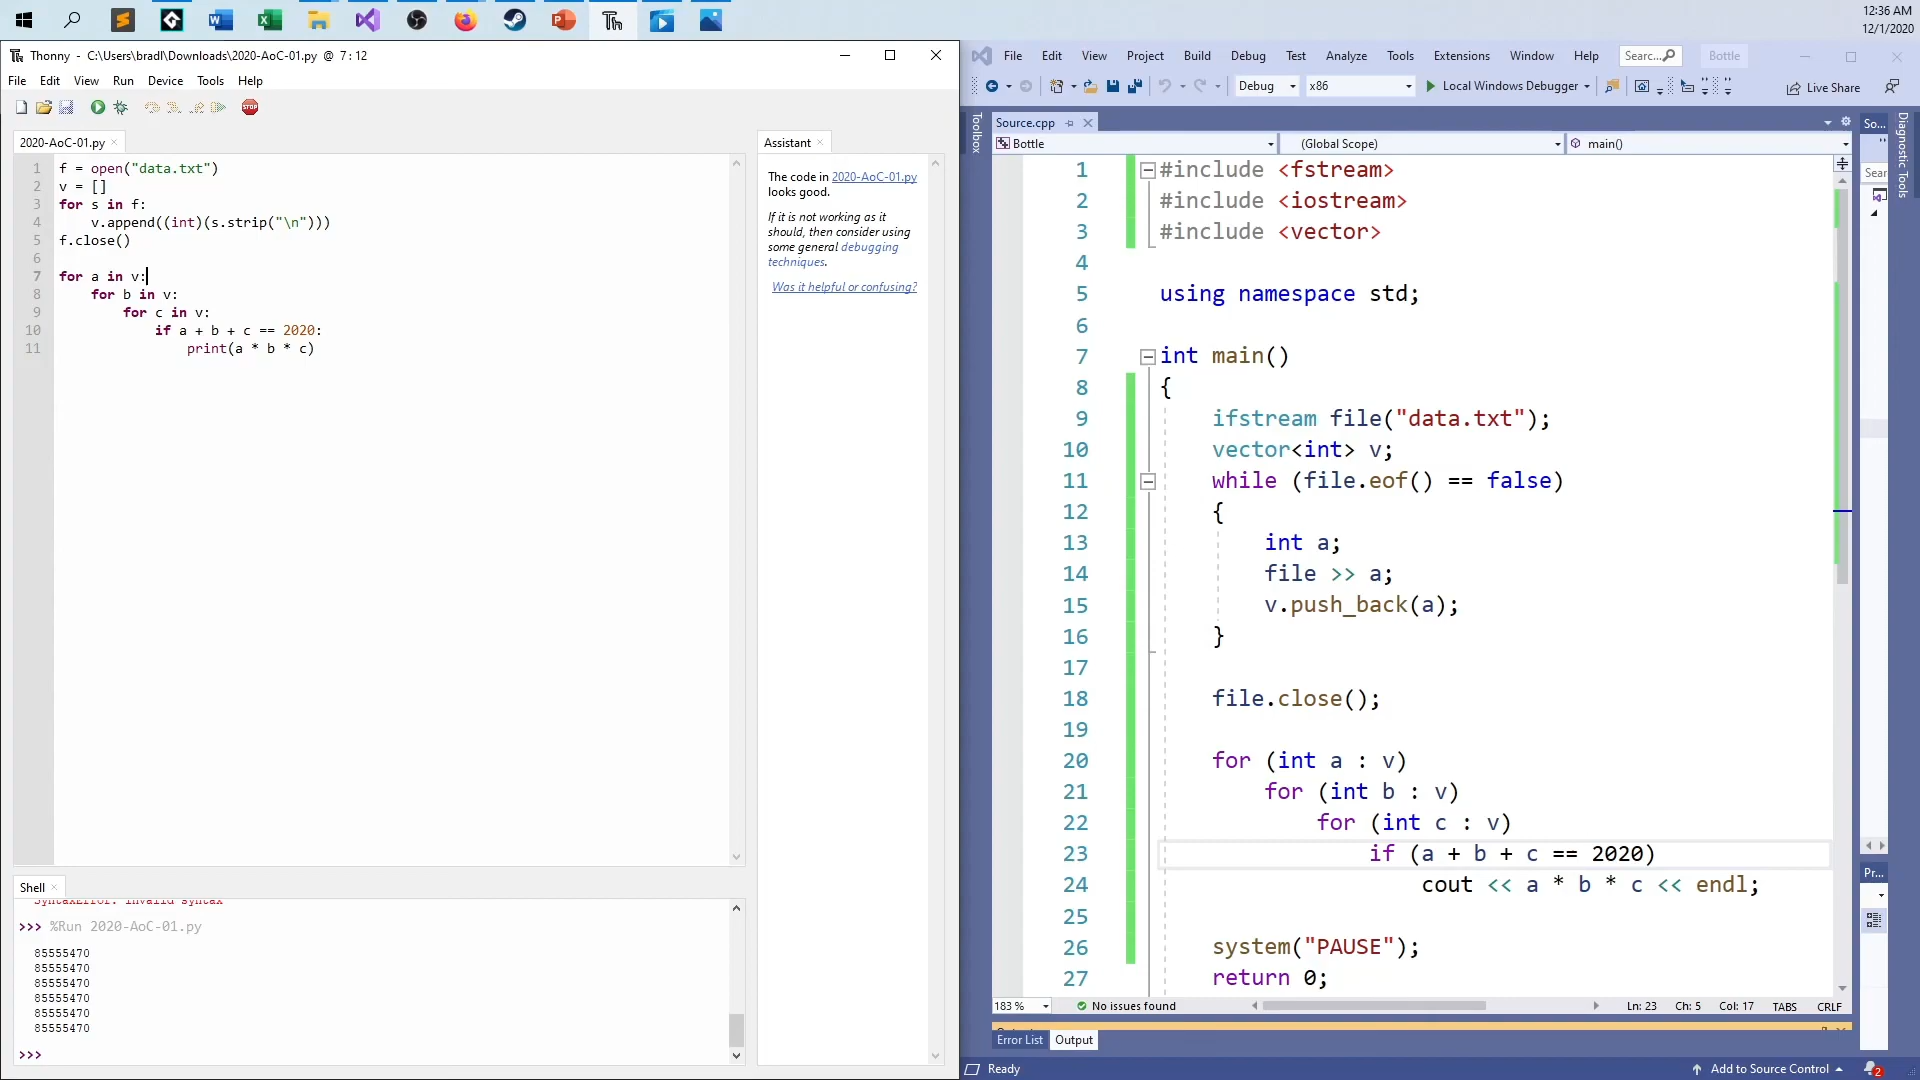 12:36 AM
12/1/2020
Thonny - C:\Users\bradl\Downloads\2020-AoC-01.py @ 7:12
File Edit View Run Device Tools Help
STOP
2020-AoC-01.py
1 f = open("data.txt")
2 v = []
3 for s in f:
4 v.append((int)(s.strip("\n")))
5 f.close()
6
7 for a in v:
8 for b in v:
9 for c in v:
10 if a + b + c == 2020:
11 print(a * b * c)
Assistant
The code in 2020-AoC-01.py
looks good.
If it is not working as it
should, then consider using
some general debugging
techniques.
Was it helpful or confusing?
Shell
SyntaxError: invalid syntax
>>> %Run 2020-AoC-01.py
85555470
85555470
85555470
85555470
85555470
85555470
>>>
File Edit View Project Build Debug Test Analyze Tools Extensions Window Help Searc... Bottle
Debug x86 Local Windows Debugger Live Share
Toolbox
Source.cpp
Bottle (Global Scope) main()
1 #include <fstream>
2 #include <iostream>
3 #include <vector>
4
5 using namespace std;
6
7 int main()
8 {
9 ifstream file("data.txt");
10 vector<int> v;
11 while (file.eof() == false)
12 {
13 int a;
14 file >> a;
15 v.push_back(a);
16 }
17
18 file.close();
19
20 for (int a : v)
21 for (int b : v)
22 for (int c : v)
23 if (a + b + c == 2020)
24 cout << a * b * c << endl;
25
26 system("PAUSE");
27 return 0;
183 % No issues found Ln: 23 Ch: 5 Col: 17 TABS CRLF
Error List Output
Ready Add to Source Control 2
So...
Sear
Pr...
Diagnostic Tools